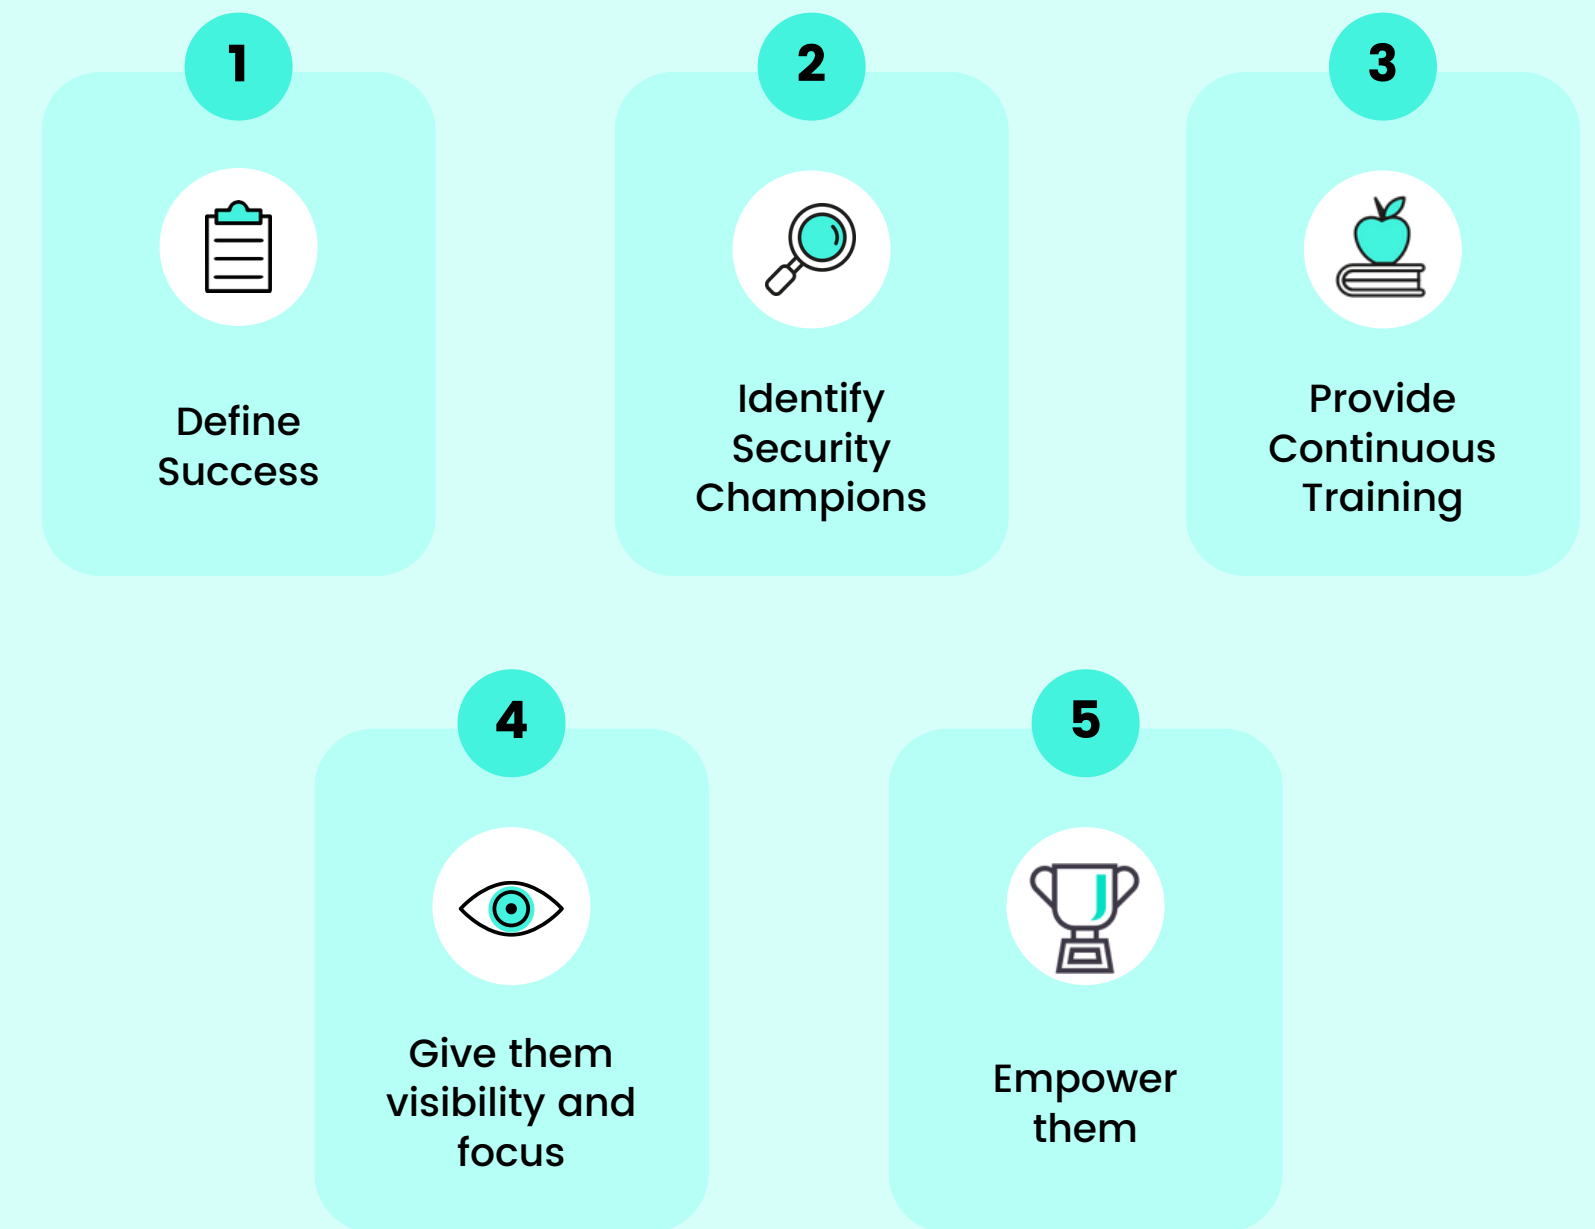 1
Define
Success
2
Identify
Security
Champions
3
Provide
Continuous
Training
4
Give them
visibility and
focus
5
Empower
them